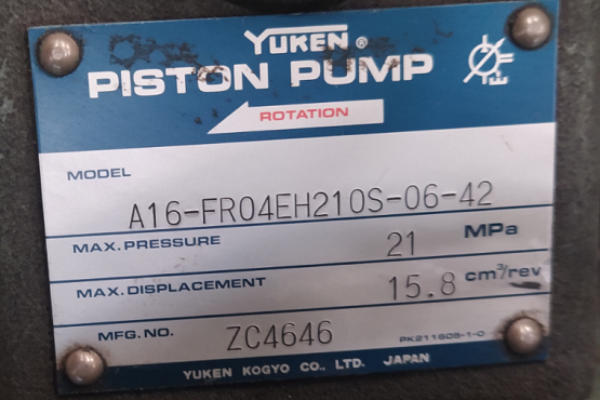 YUKEN ®
PISTON PUMP
ROTATION
MODEL
A16-FR04EH210S-06-42
MAX. PRESSURE 21 MPa
MAX. DISPLACEMENT 15.8 cm³/rev
MFG. NO. ZC4646 PK211605-1-0
YUKEN KOGYO CO., LTD. JAPAN